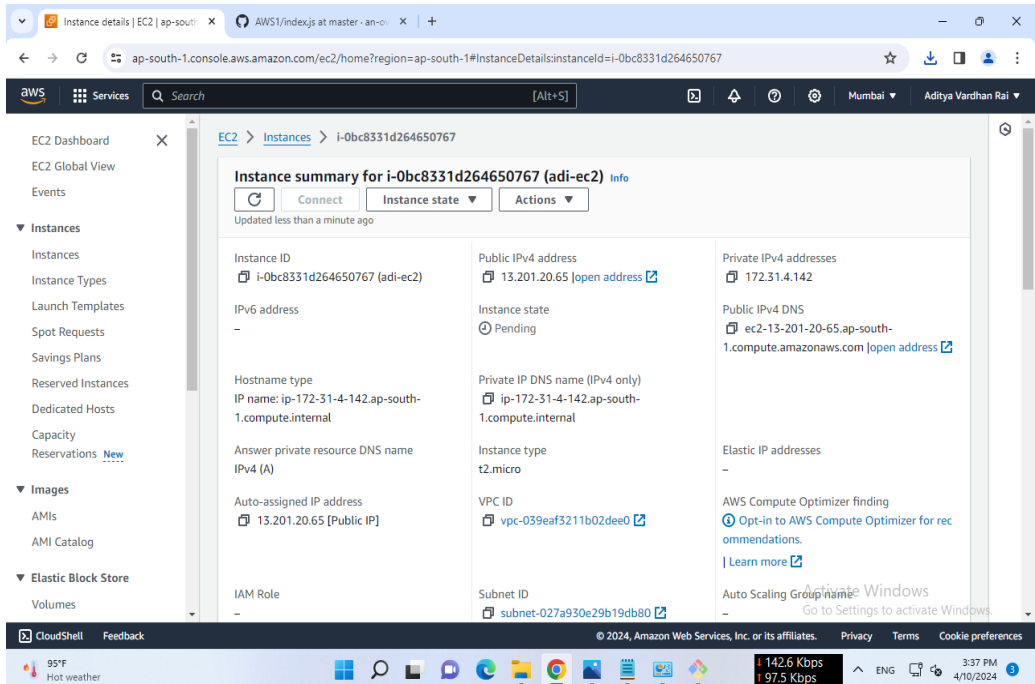 Instance details | EC2 | ap-south
AWS1/index.js at master · an-ov
ap-south-1.console.aws.amazon.com/ec2/home?region=ap-south-1#InstanceDetails:instanceId=i-0bc8331d264650767
aws
Services
Search
[Alt+S]
Mumbai
Aditya Vardhan Rai
EC2 Dashboard
EC2 Global View
Events
Instances
Instances
Instance Types
Launch Templates
Spot Requests
Savings Plans
Reserved Instances
Dedicated Hosts
Capacity
Reservations New
Images
AMIs
AMI Catalog
Elastic Block Store
Volumes
EC2 > Instances > i-0bc8331d264650767
Instance summary for i-0bc8331d264650767 (adi-ec2) Info
Connect
Instance state
Actions
Updated less than a minute ago
Instance ID
i-0bc8331d264650767 (adi-ec2)
Public IPv4 address
13.201.20.65 |open address
Private IPv4 addresses
172.31.4.142
IPv6 address
–
Instance state
Pending
Public IPv4 DNS
ec2-13-201-20-65.ap-south-
1.compute.amazonaws.com |open address
Hostname type
IP name: ip-172-31-4-142.ap-south-
1.compute.internal
Private IP DNS name (IPv4 only)
ip-172-31-4-142.ap-south-
1.compute.internal
Answer private resource DNS name
IPv4 (A)
Instance type
t2.micro
Elastic IP addresses
–
Auto-assigned IP address
13.201.20.65 [Public IP]
VPC ID
vpc-039eaf3211b02dee0
AWS Compute Optimizer finding
Opt-in to AWS Compute Optimizer for rec
ommendations.
| Learn more
IAM Role
–
Subnet ID
subnet-027a930e29b19db80
Auto Scaling Group name
–
Activate Windows
Go to Settings to activate Windows.
CloudShell
Feedback
© 2024, Amazon Web Services, Inc. or its affiliates.
Privacy
Terms
Cookie preferences
95°F
Hot weather
142.6 Kbps
97.5 Kbps
ENG
3:37 PM
4/10/2024
3